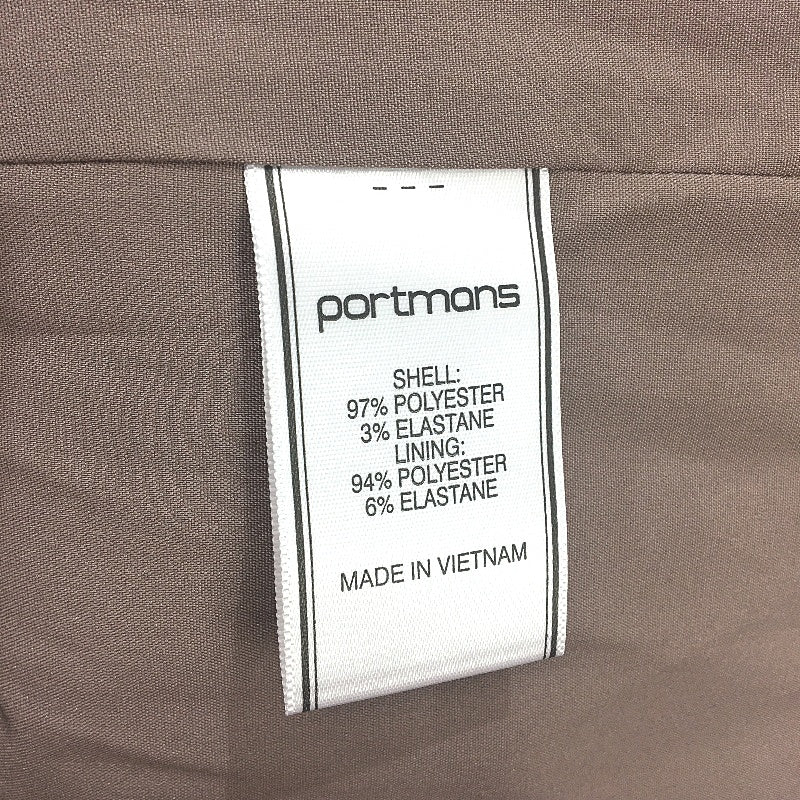 portmans
SHELL:
97% POLYESTER
3% ELASTANE
LINING:
94% POLYESTER
6% ELASTANE
MADE IN VIETNAM